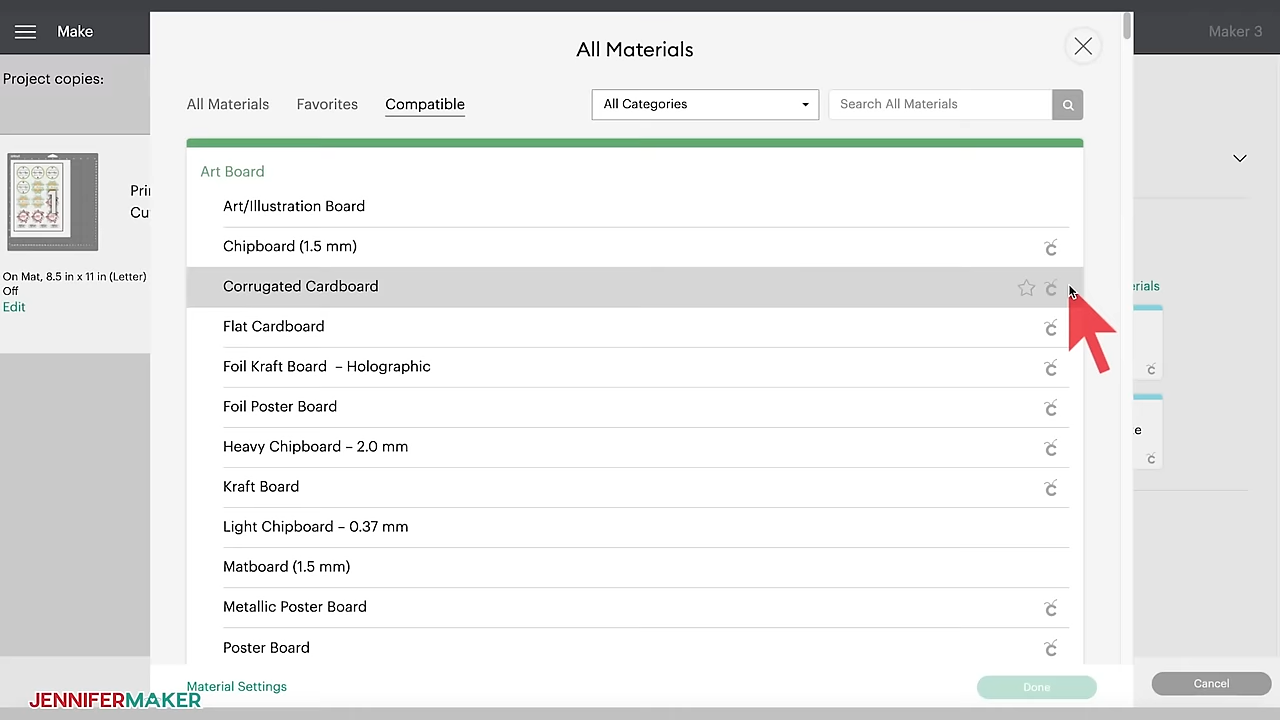 Make
Maker 3
All Materials
Project copies:
All Materials
Favorites
Compatible
All Categories
Search All Materials
Art Board
Art/Illustration Board
Chipboard (1.5 mm)
Corrugated Cardboard
Flat Cardboard
Foil Kraft Board – Holographic
Foil Poster Board
Heavy Chipboard – 2.0 mm
Kraft Board
Light Chipboard – 0.37 mm
Matboard (1.5 mm)
Metallic Poster Board
Poster Board
Pri
Cu
On Mat, 8.5 in x 11 in (Letter)
Off
Edit
erials
e
Material Settings
Done
Cancel
JENNIFERMAKER